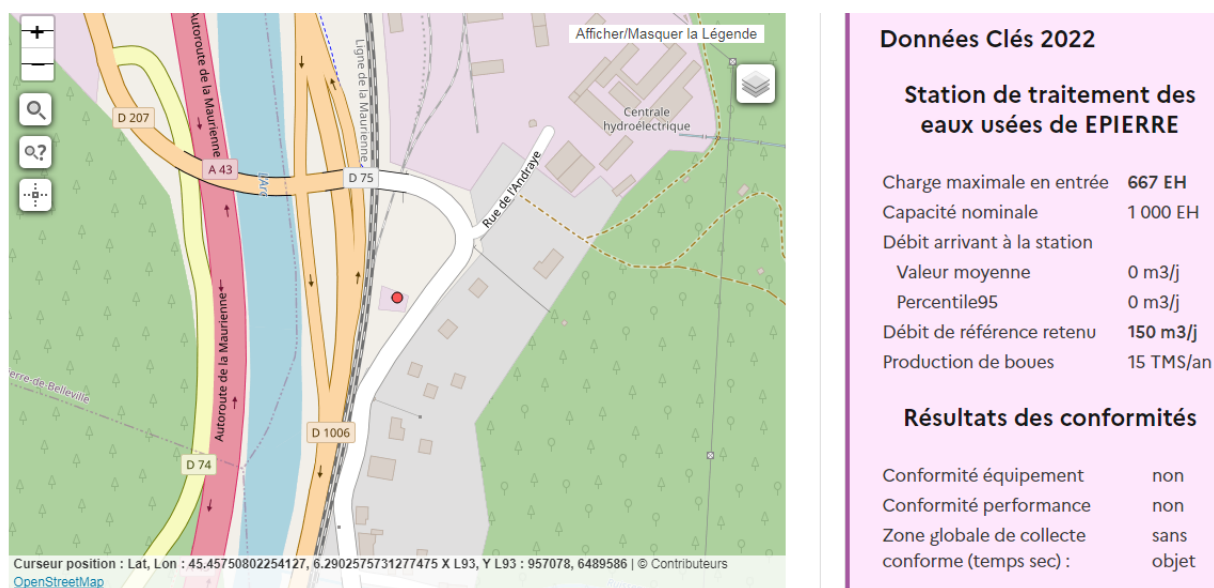 +
−
Afficher/Masquer la Légende
Autoroute de la Maurienne
Ligne de la Maurienne
D 207
A 43
l'Arc
D 75
Centrale
hydroélectrique
Rue de l'Andraye
Autoroute de la Maurienne
erre-de-Belleville
D 1006
D 74
Curseur position : Lat, Lon : 45.45750802254127, 6.2902575731277475 X L93, Y L93 : 957078, 6489586 | © Contributeurs
OpenStreetMap
Données Clés 2022
Station de traitement des
eaux usées de EPIERRE
Charge maximale en entrée 667 EH
Capacité nominale 1 000 EH
Débit arrivant à la station
Valeur moyenne 0 m3/j
Percentile95 0 m3/j
Débit de référence retenu 150 m3/j
Production de boues 15 TMS/an
Résultats des conformités
Conformité équipement non
Conformité performance non
Zone globale de collecte sans
conforme (temps sec) : objet